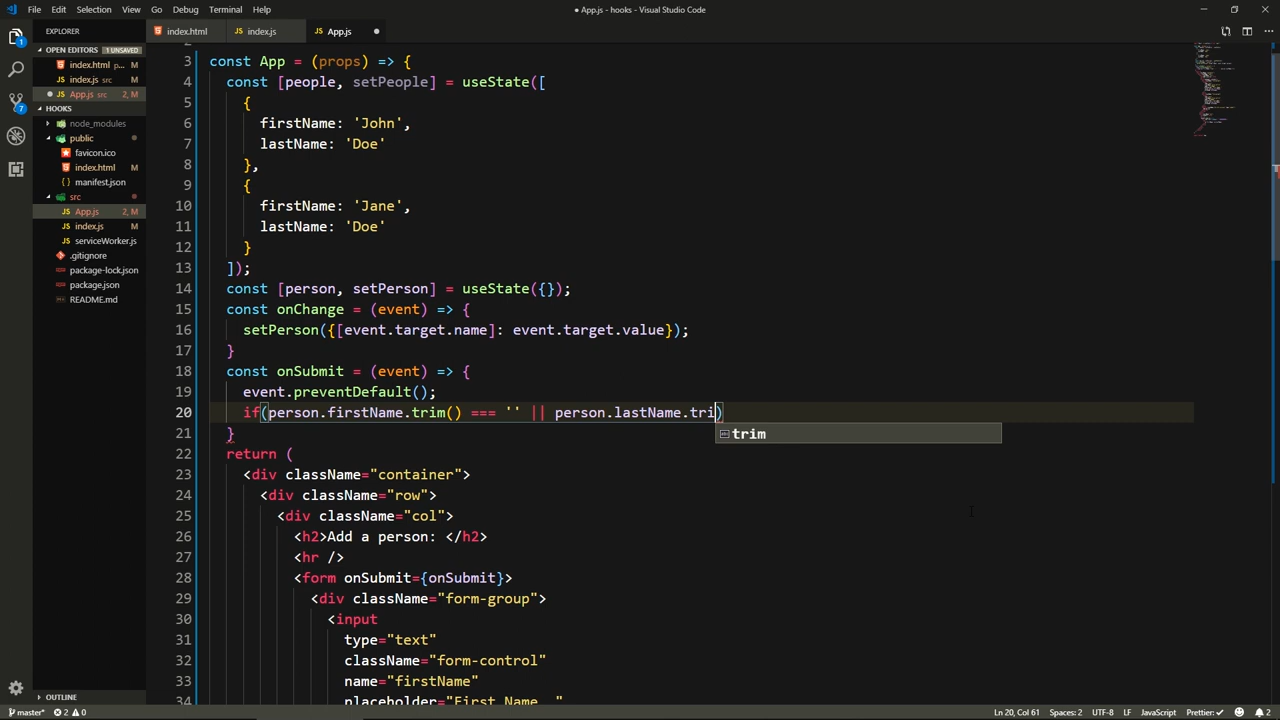 File Edit Selection View Go Debug Terminal Help
● App.js - hooks - Visual Studio Code
EXPLORER
OPEN EDITORS 1 UNSAVED
index.html p... M
index.js src M
App.js src 2, M
HOOKS
node_modules
public
favicon.ico
index.html M
manifest.json
src
App.js 2, M
index.js M
serviceWorker.js
.gitignore
package-lock.json
package.json
README.md
OUTLINE
index.html
index.js
App.js
3 const App = (props) => {
4 const [people, setPeople] = useState([
5 {
6 firstName: 'John',
7 lastName: 'Doe'
8 },
9 {
10 firstName: 'Jane',
11 lastName: 'Doe'
12 }
13 ]);
14 const [person, setPerson] = useState({});
15 const onChange = (event) => {
16 setPerson({[event.target.name]: event.target.value});
17 }
18 const onSubmit = (event) => {
19 event.preventDefault();
20 if(person.firstName.trim() === '' || person.lastName.tri)
trim
21 }
22 return (
23 <div className="container">
24 <div className="row">
25 <div className="col">
26 <h2>Add a person: </h2>
27 <hr />
28 <form onSubmit={onSubmit}>
29 <div className="form-group">
30 <input
31 type="text"
32 className="form-control"
33 name="firstName"
34 placeholder="First Name..."
1
7
master* 2 0
Ln 20, Col 61 Spaces: 2 UTF-8 LF JavaScript Prettier: ✓ 2